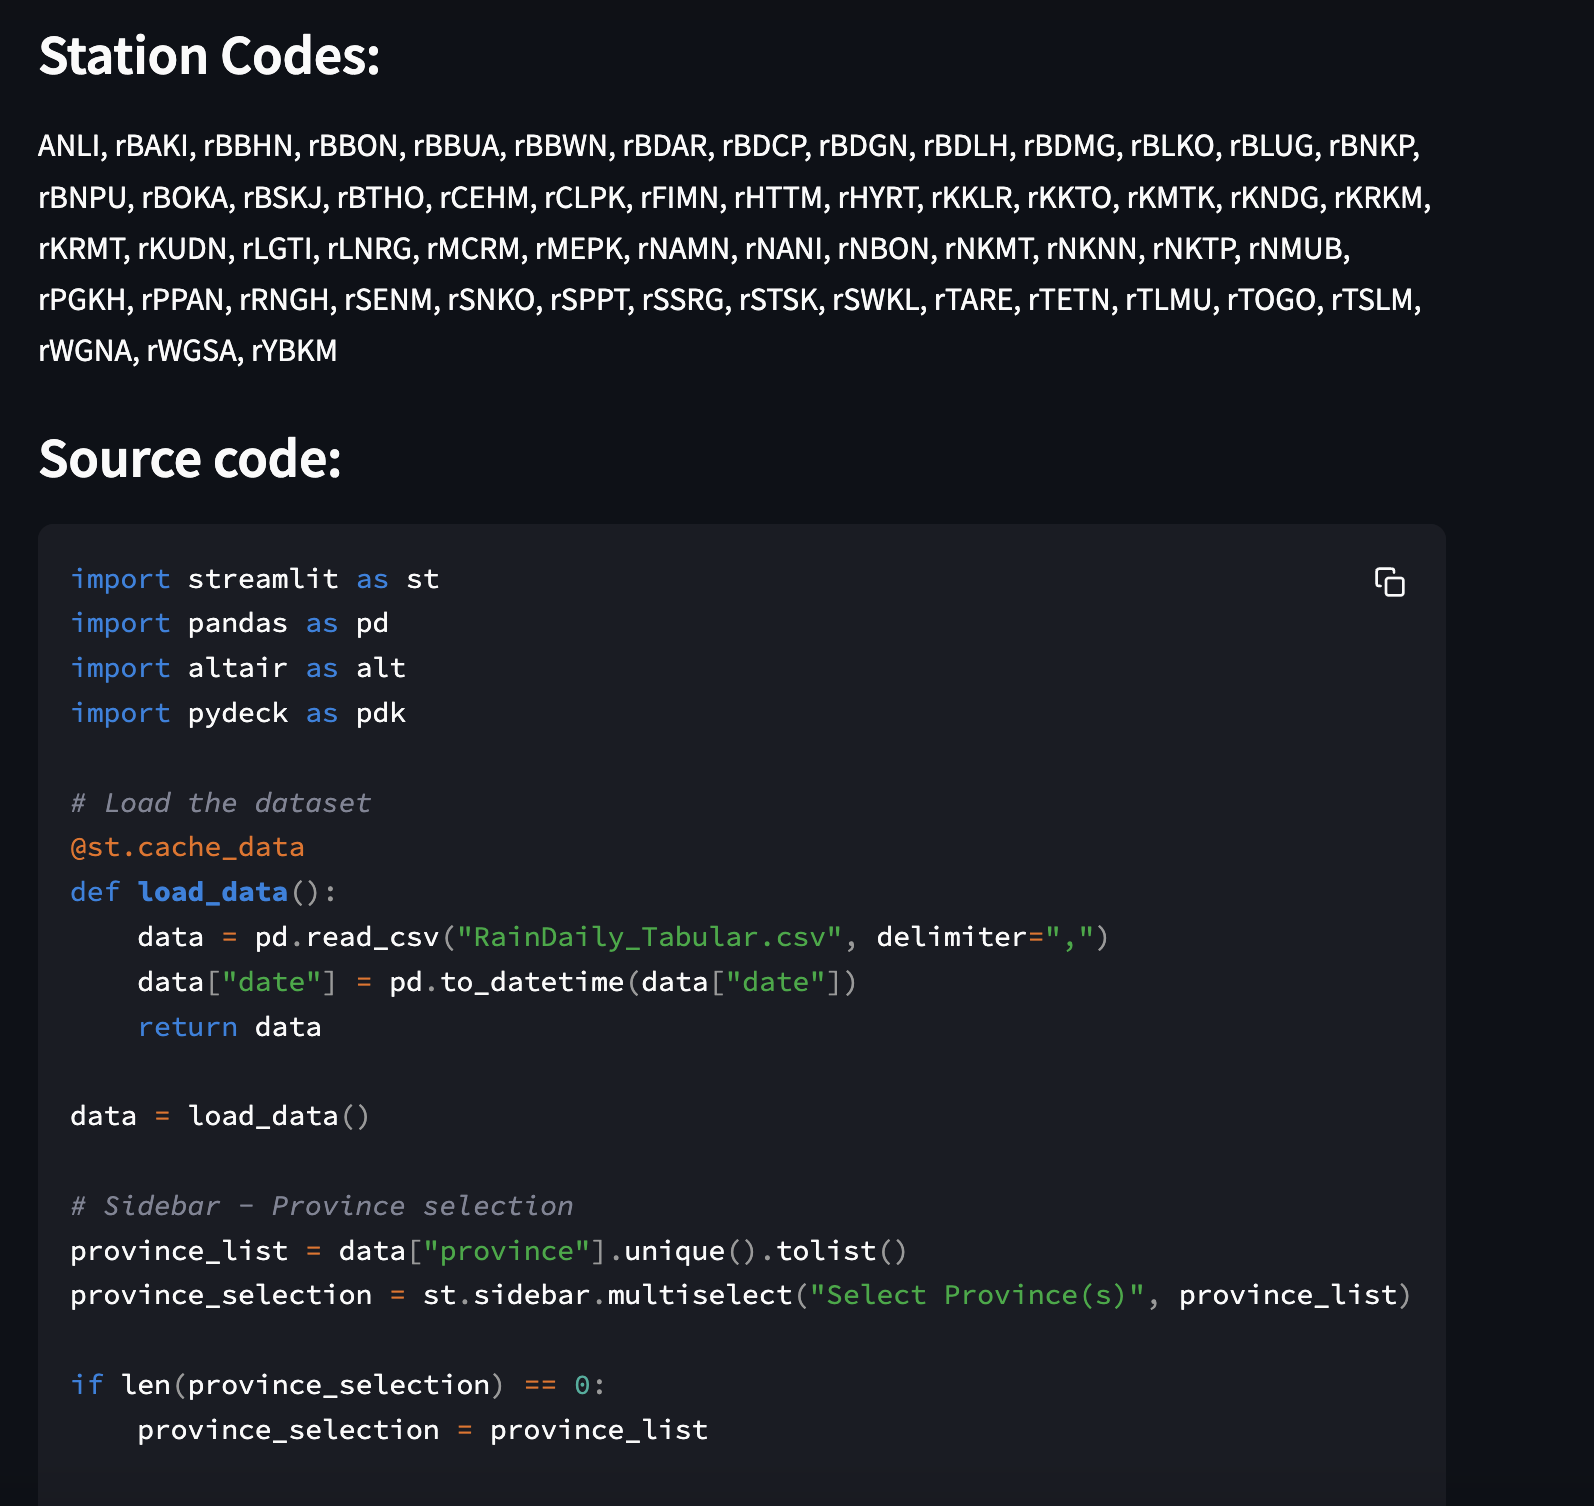 Station Codes:
ANLI, rBAKI, rBBHN, rBBON, rBBUA, rBBWN, rBDAR, rBDCP, rBDGN, rBDLH, rBDMG, rBLKO, rBLUG, rBNKP,
rBNPU, rBOKA, rBSKJ, rBTHO, rCEHM, rCLPK, rFIMN, rHTTM, rHYRT, rKKLR, rKKTO, rKMTK, rKNDG, rKRKM,
rKRMT, rKUDN, rLGTI, rLNRG, rMCRM, rMEPK, rNAMN, rNANI, rNBON, rNKMT, rNKNN, rNKTP, rNMUB,
rPGKH, rPPAN, rRNGH, rSENM, rSNKO, rSPPT, rSSRG, rSTSK, rSWKL, rTARE, rTETN, rTLMU, rTOGO, rTSLM,
rWGNA, rWGSA, rYBKM
Source code:
import streamlit as st
import pandas as pd
import altair as alt
import pydeck as pdk
# Load the dataset
@st.cache_data
def load_data():
    data = pd.read_csv("RainDaily_Tabular.csv", delimiter=",")
    data["date"] = pd.to_datetime(data["date"])
    return data
data = load_data()
# Sidebar - Province selection
province_list = data["province"].unique().tolist()
province_selection = st.sidebar.multiselect("Select Province(s)", province_list)
if len(province_selection) == 0:
    province_selection = province_list